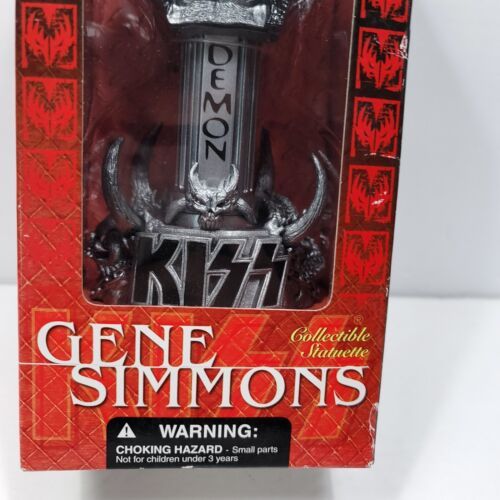 DEMON
KISS
Collectible
Statuette
®
GENE
SIMMONS
WARNING:
CHOKING HAZARD - Small parts
Not for children under 3 years